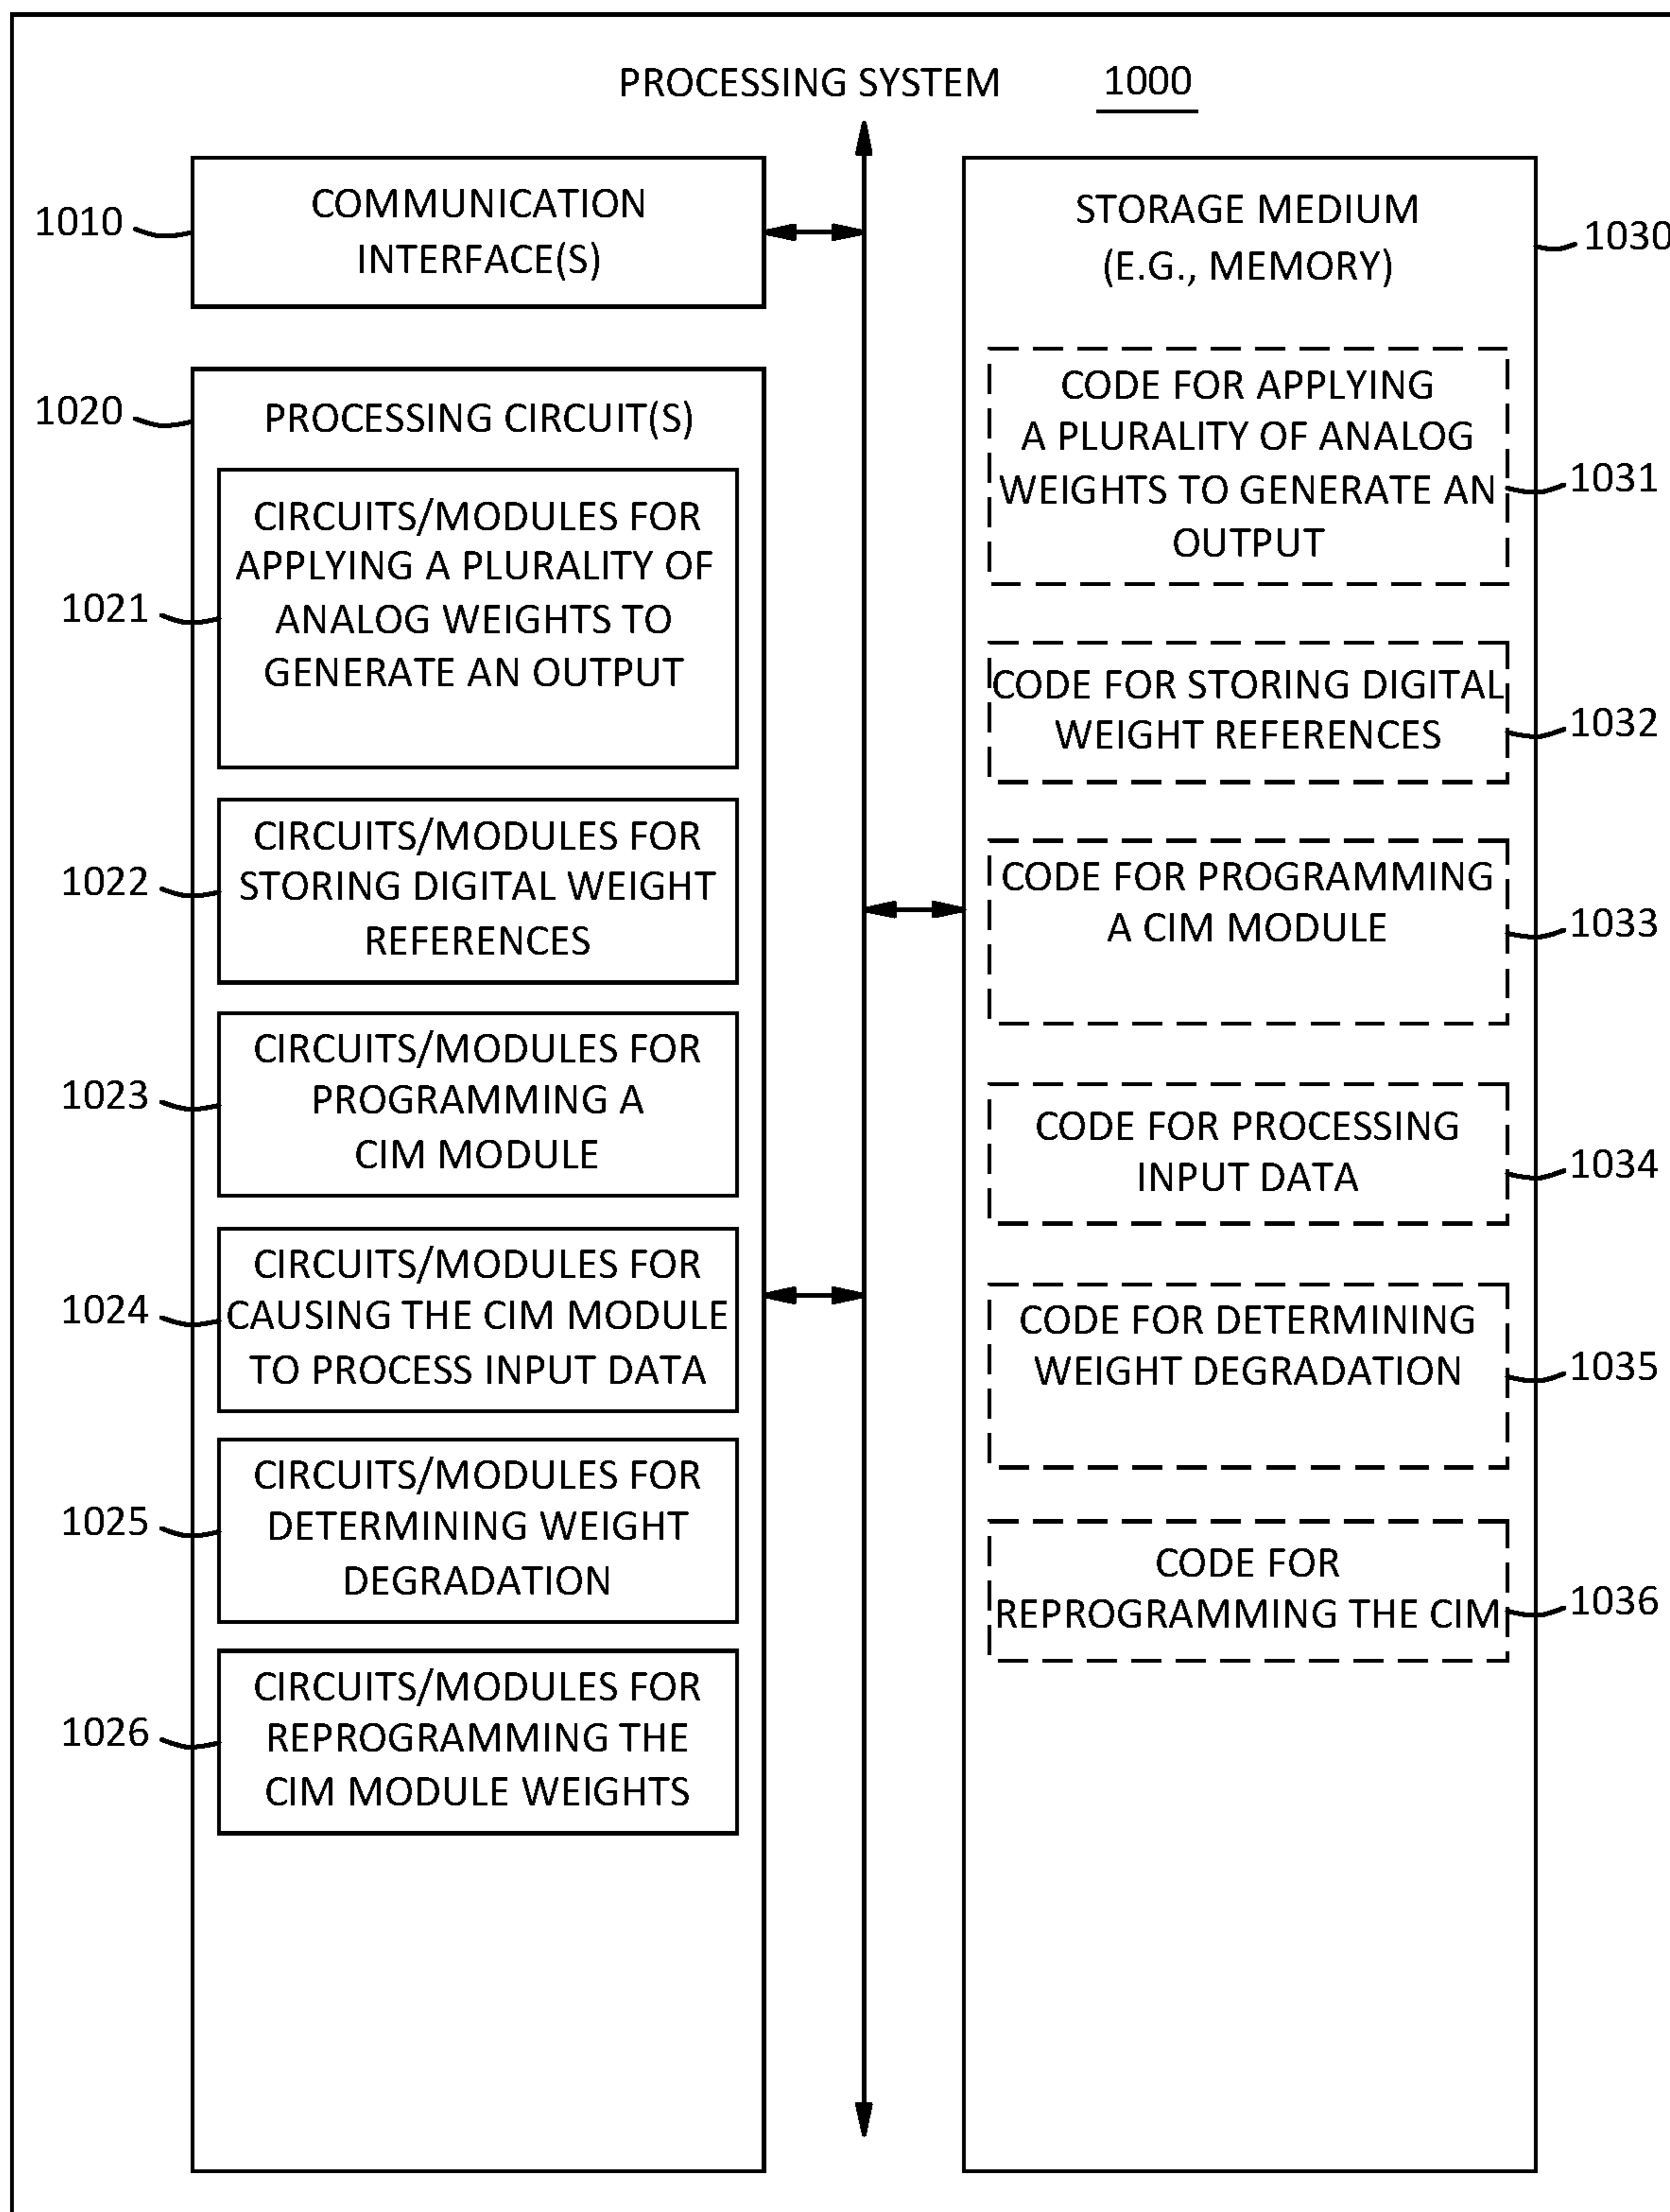 PROCESSING SYSTEM 1000
1010
COMMUNICATION
INTERFACE(S)
1020
PROCESSING CIRCUIT(S)
1021
CIRCUITS/MODULES FOR
APPLYING A PLURALITY OF
ANALOG WEIGHTS TO
GENERATE AN OUTPUT
1022
CIRCUITS/MODULES FOR
STORING DIGITAL WEIGHT
REFERENCES
1023
CIRCUITS/MODULES FOR
PROGRAMMING A
CIM MODULE
1024
CIRCUITS/MODULES FOR
CAUSING THE CIM MODULE
TO PROCESS INPUT DATA
1025
CIRCUITS/MODULES FOR
DETERMINING WEIGHT
DEGRADATION
1026
CIRCUITS/MODULES FOR
REPROGRAMMING THE
CIM MODULE WEIGHTS
STORAGE MEDIUM
(E.G., MEMORY)
1030
CODE FOR APPLYING
A PLURALITY OF ANALOG
WEIGHTS TO GENERATE AN
OUTPUT
1031
CODE FOR STORING DIGITAL
WEIGHT REFERENCES
1032
CODE FOR PROGRAMMING
A CIM MODULE
1033
CODE FOR PROCESSING
INPUT DATA
1034
CODE FOR DETERMINING
WEIGHT DEGRADATION
1035
CODE FOR
REPROGRAMMING THE CIM
1036